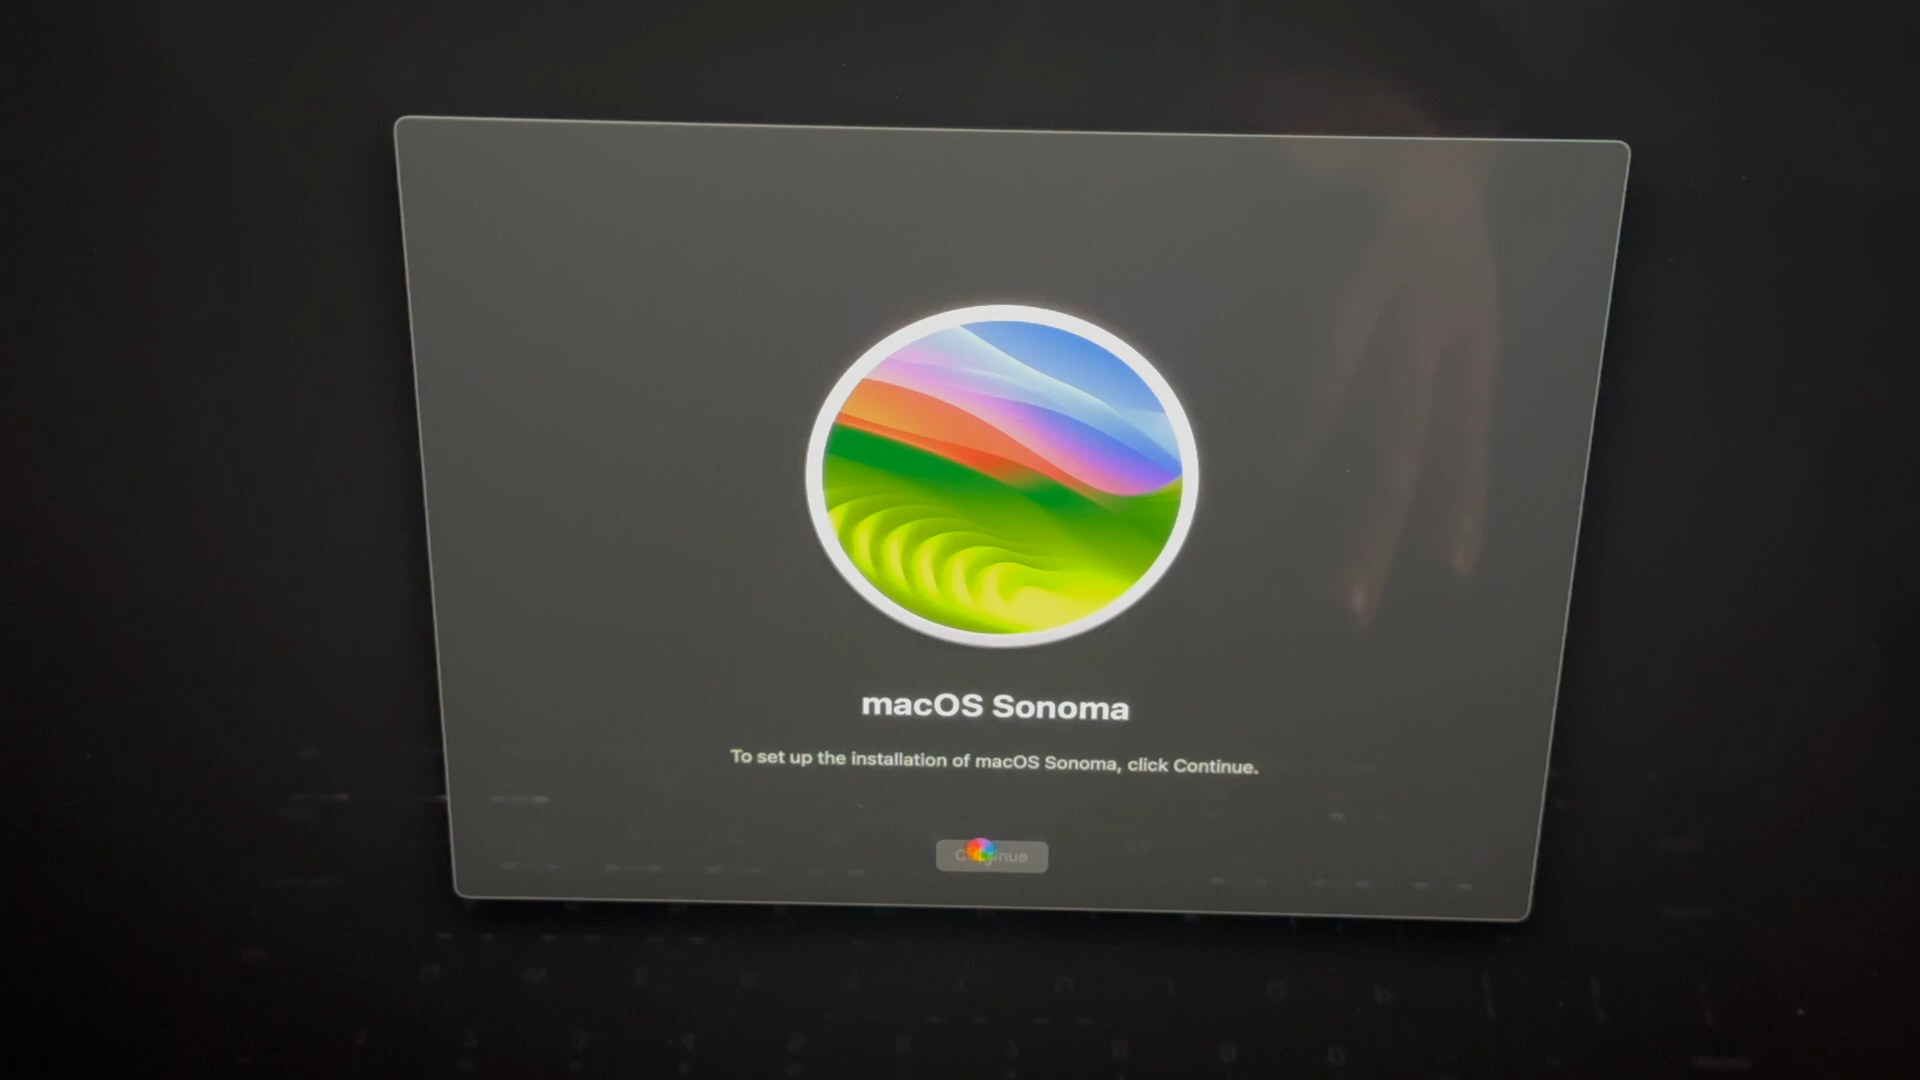 macOS Sonoma
To set up the installation of macOS Sonoma, click Continue.